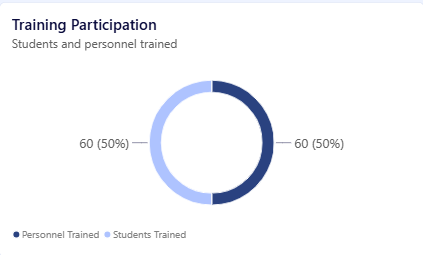 Training Participation
Students and personnel trained
60 (50%) 60 (50%)
Personnel Trained Students Trained